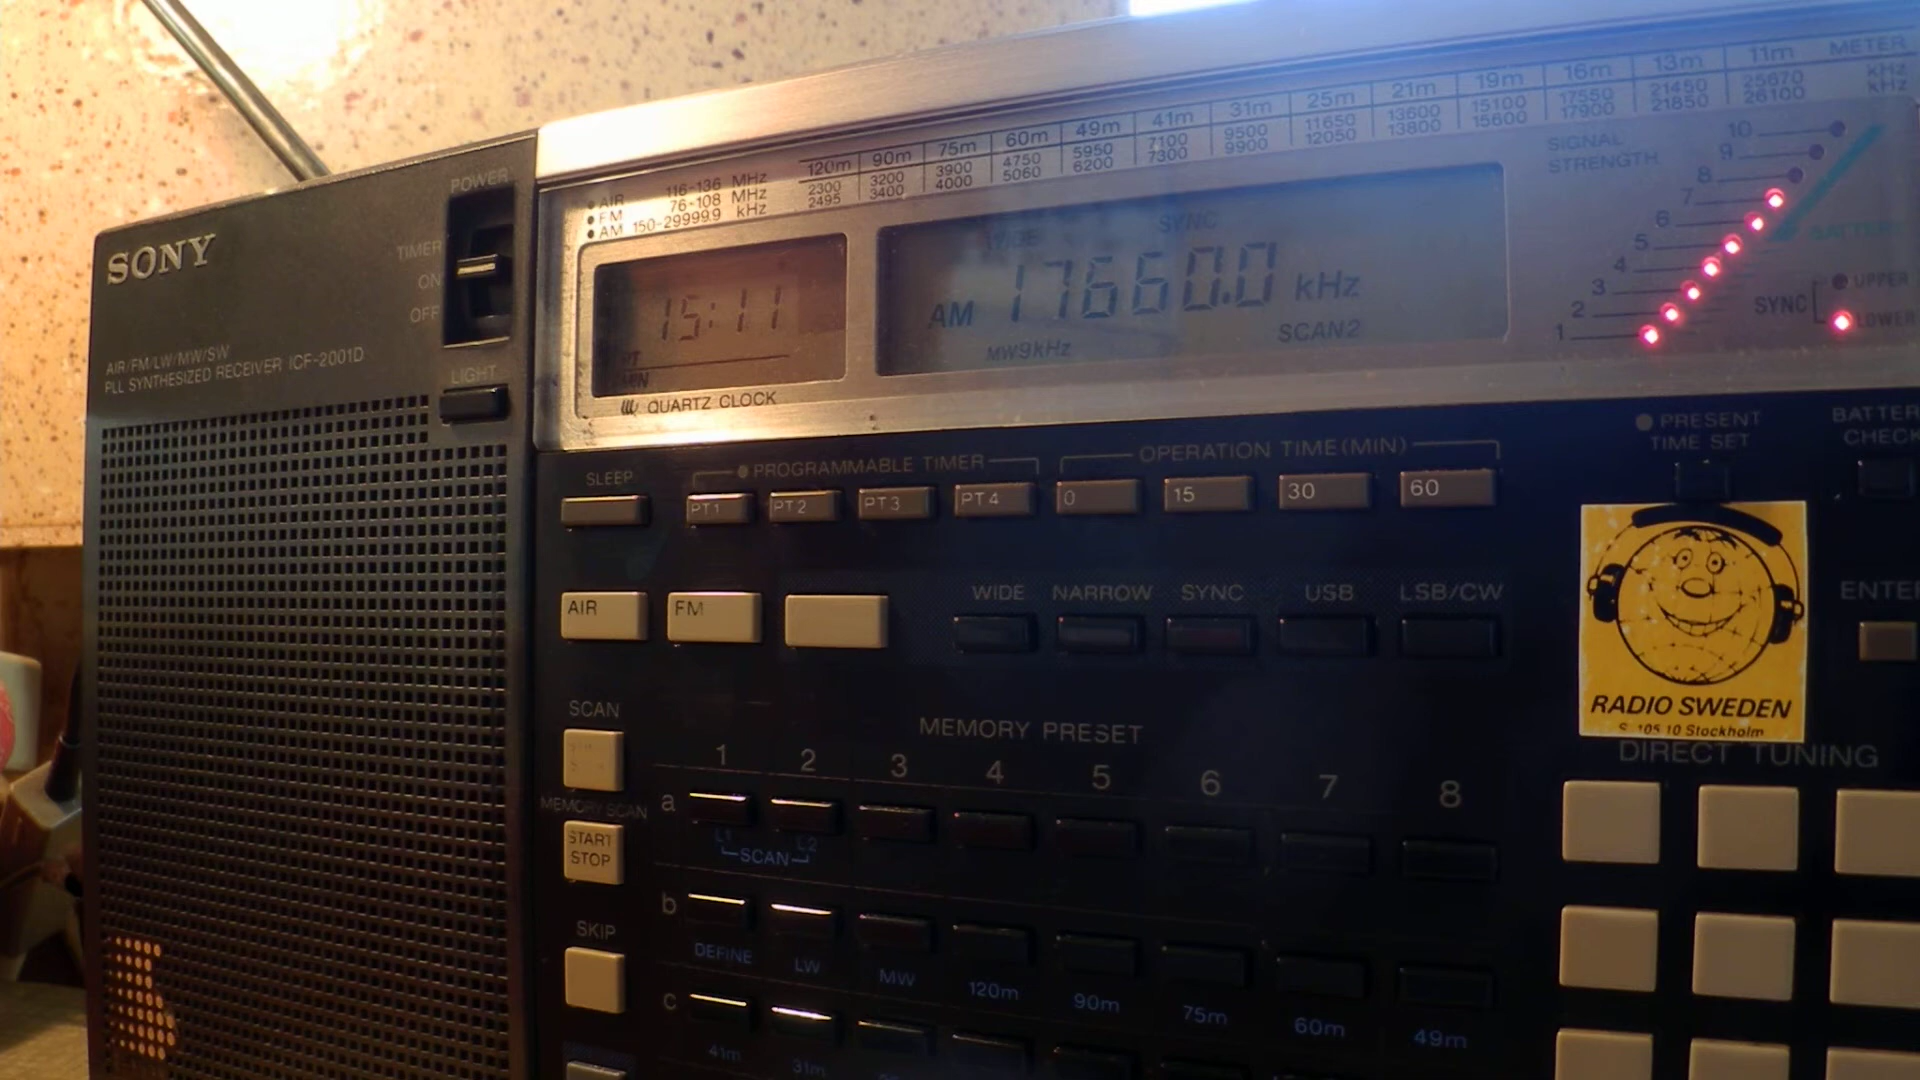 SONY
POWER
TIMER
ON
OFF
AIR/FM/LW/MW/SW
PLL SYNTHESIZED RECEIVER ICF-2001D
LIGHT
AIR 116-136 MHz
FM 76-108 MHz
AM 150-29999.9 kHz
120m 90m 75m 60m 49m 41m 31m 25m 21m 19m 16m 13m 11m METER
2300 3200 3900 4750 5950 7100 9500 11650 13600 15100 17550 21450 25670 kHz
2495 3400 4000 5060 6200 7300 9900 12050 13800 15600 17900 21850 26100 kHz
15:11
QUARTZ CLOCK
SYNC
AM 17660.0 kHz
MW9kHz
SCAN2
SIGNAL
STRENGTH
10
9
8
7
6
5
4
3
2
1
BATTERY
SYNC
UPPER
LOWER
SLEEP
PROGRAMMABLE TIMER
OPERATION TIME (MIN)
PT1 PT2 PT3 PT4 0 15 30 60
PRESENT
TIME SET
BATTER
CHECK
AIR FM
WIDE NARROW SYNC USB LSB/CW
ENTER
RADIO SWEDEN
S-105 10 Stockholm
DIRECT TUNING
SCAN
MEMORY SCAN
START
STOP
SKIP
MEMORY PRESET
1 2 3 4 5 6 7 8
a
L1 L2
SCAN
b
DEFINE LW MW 120m 90m 75m 60m 49m
c
41m 31m